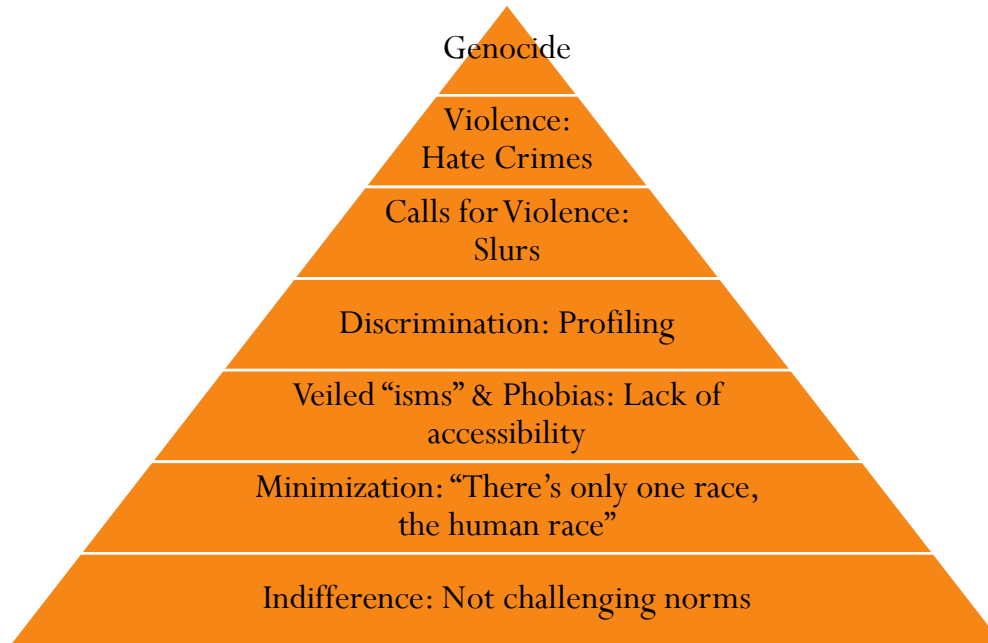 Genocide
Violence:
Hate Crimes
Calls for Violence:
Slurs
Discrimination: Profiling
Veiled “isms” & Phobias: Lack of
accessibility
Minimization: “There’s only one race,
the human race”
Indifference: Not challenging norms